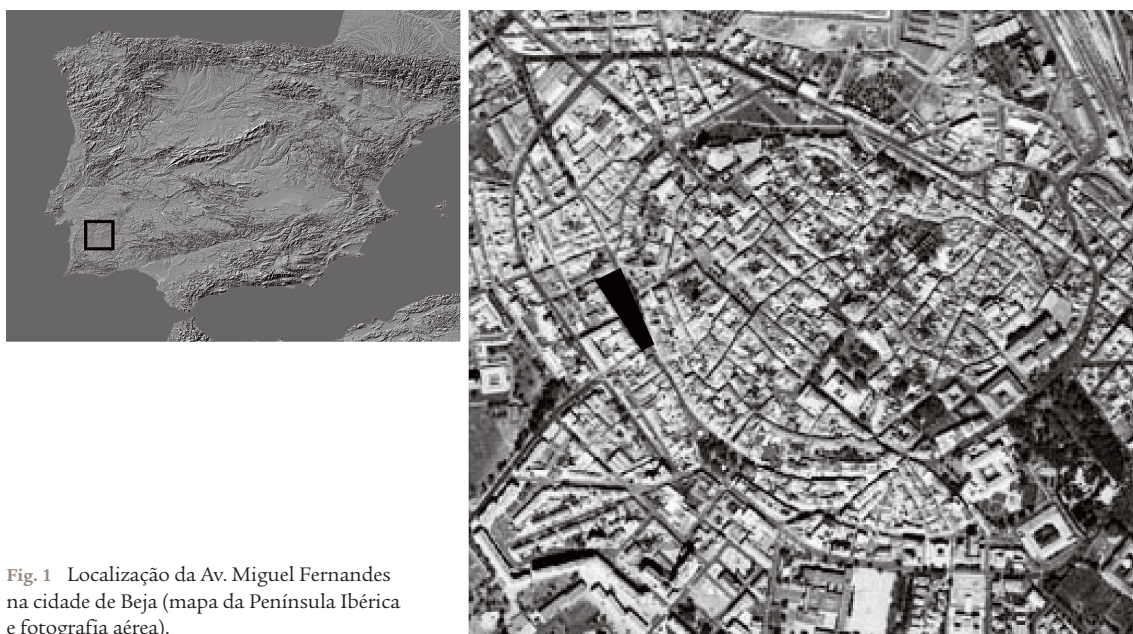 Fig. 1 Localização da Av. Miguel Fernandes
na cidade de Beja (mapa da Península Ibérica
e fotografia aérea).